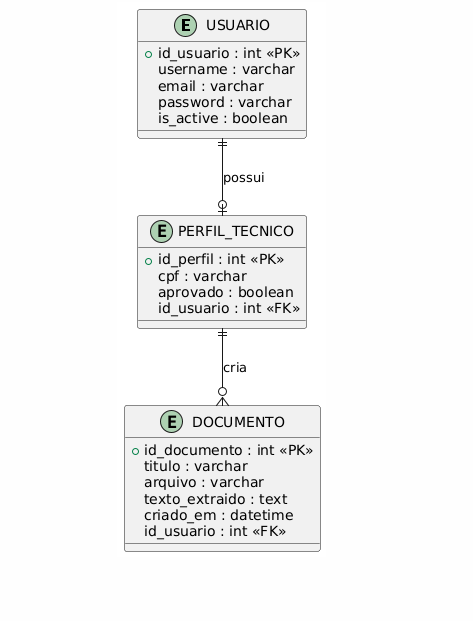 E USUARIO
id_usuario : int «PK»
username : varchar
email : varchar
password : varchar
is_active : boolean
possui
E PERFIL_TECNICO
id_perfil : int «PK»
cpf : varchar
aprovado : boolean
id_usuario : int «FK»
cria
E DOCUMENTO
id_documento : int «PK»
titulo : varchar
arquivo : varchar
texto_extraido : text
criado_em : datetime
id_usuario : int «FK»